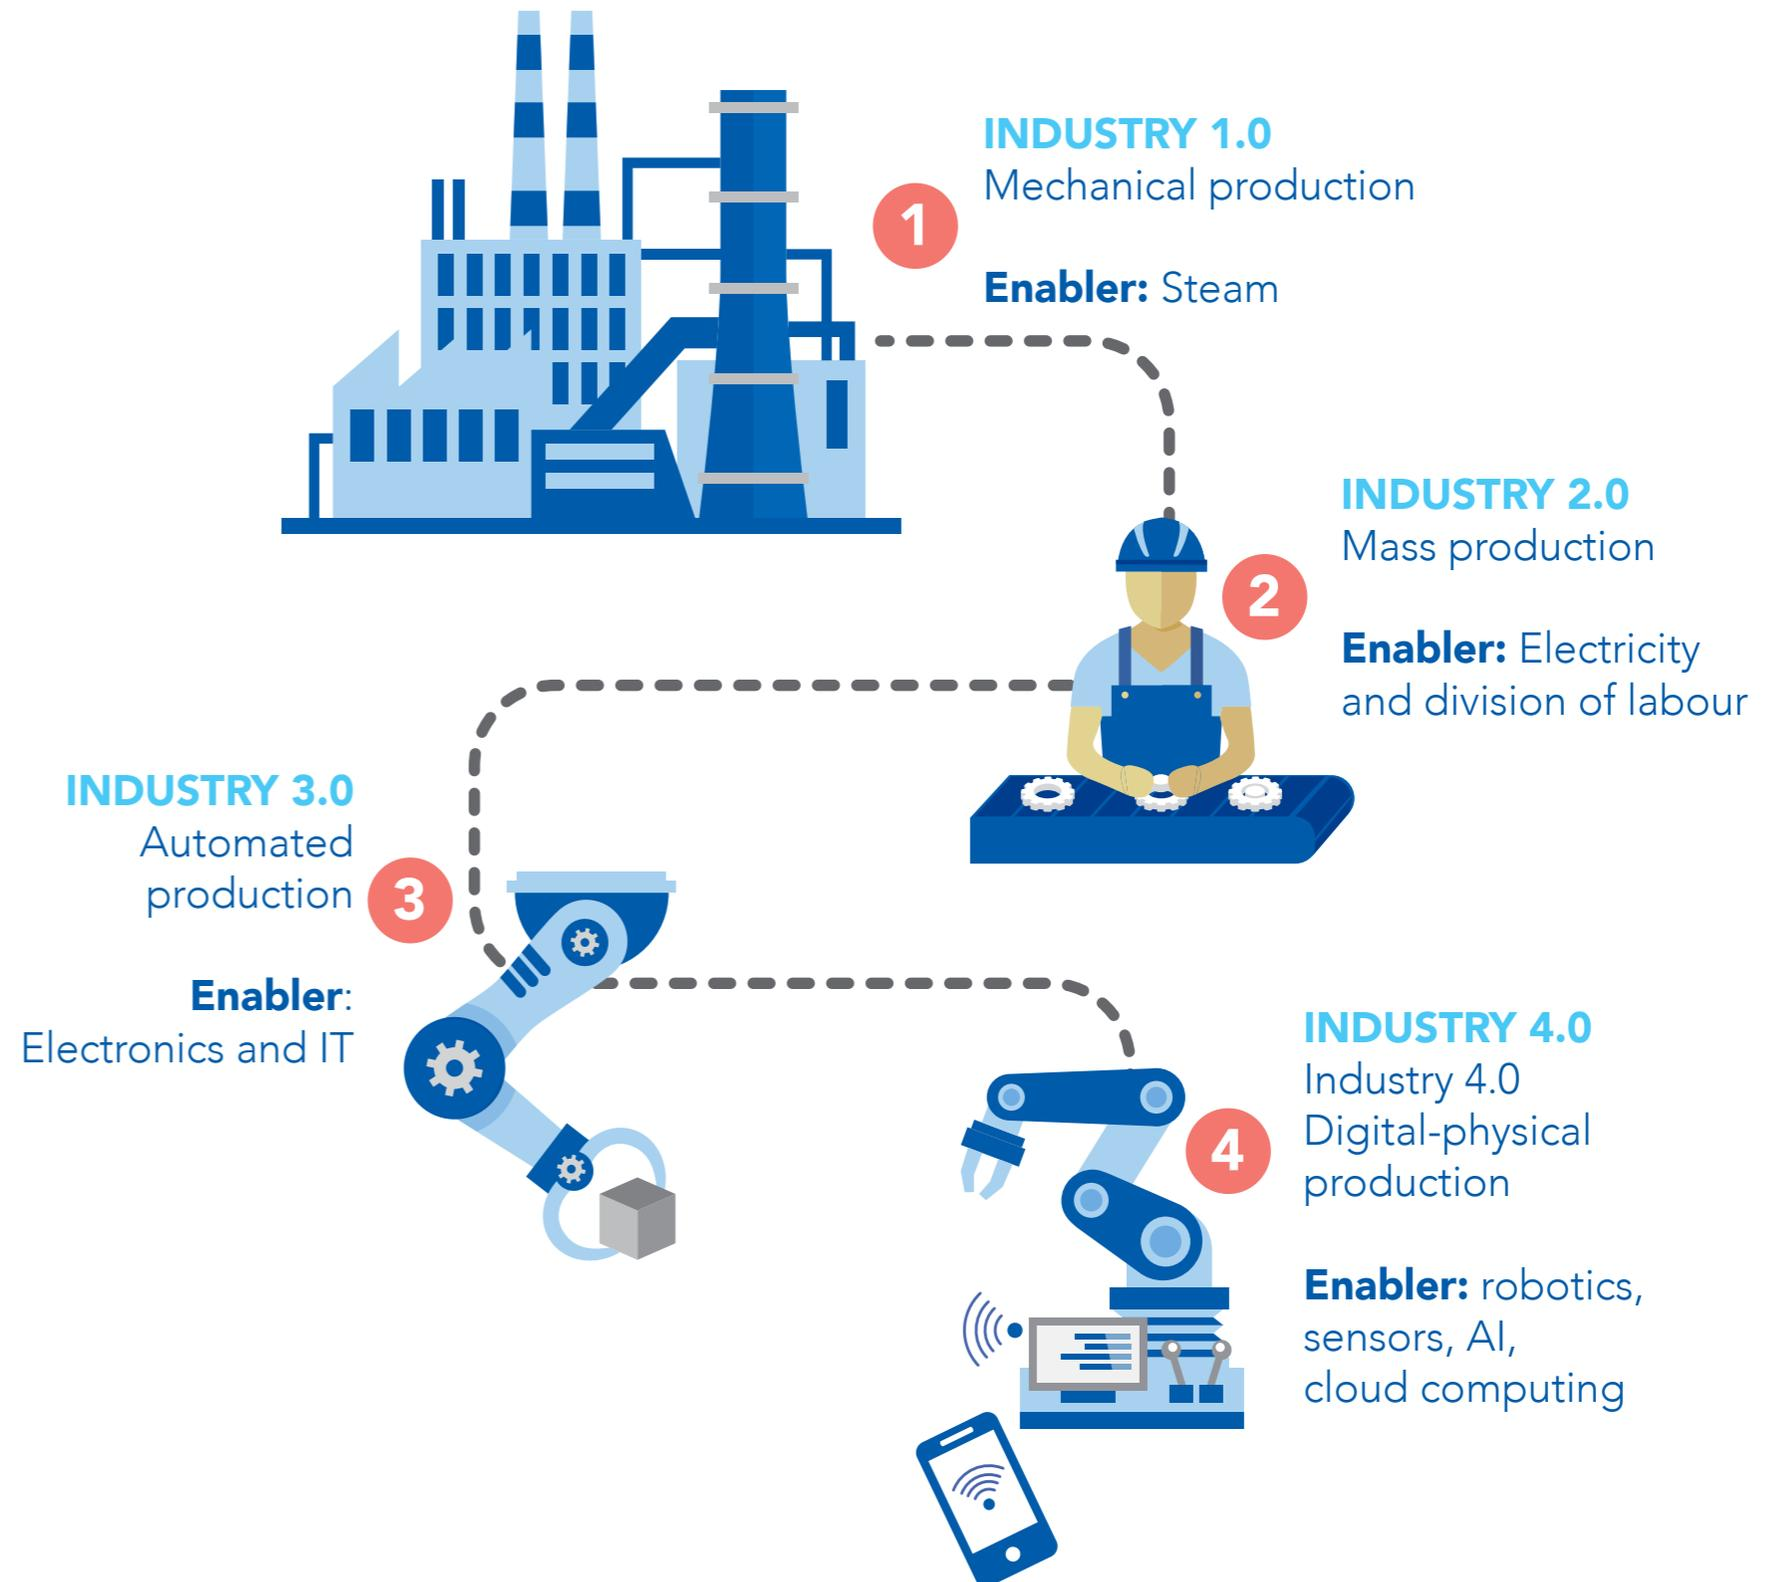 1
INDUSTRY 1.0
Mechanical production
Enabler: Steam
2
INDUSTRY 2.0
Mass production
Enabler: Electricity
and division of labour
INDUSTRY 3.0
Automated
production
3
Enabler:
Electronics and IT
4
INDUSTRY 4.0
Industry 4.0
Digital-physical
production
Enabler: robotics,
sensors, AI,
cloud computing